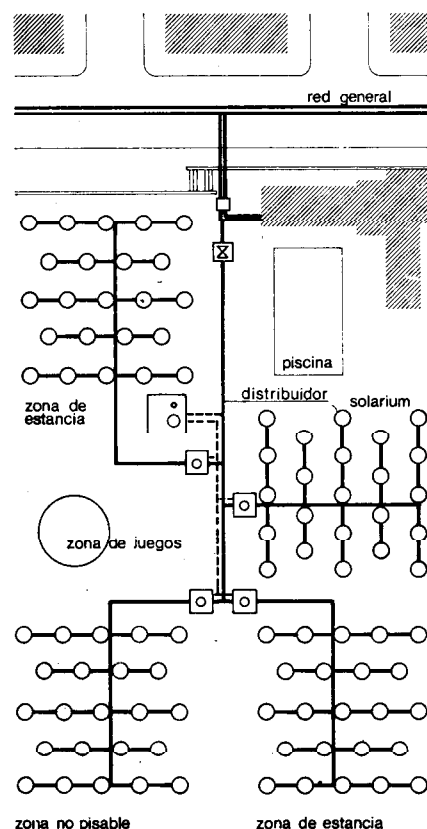 red general
piscina
distribuidor
solarium
zona de
estancia
zona de juegos
zona no pisable
zona de estancia